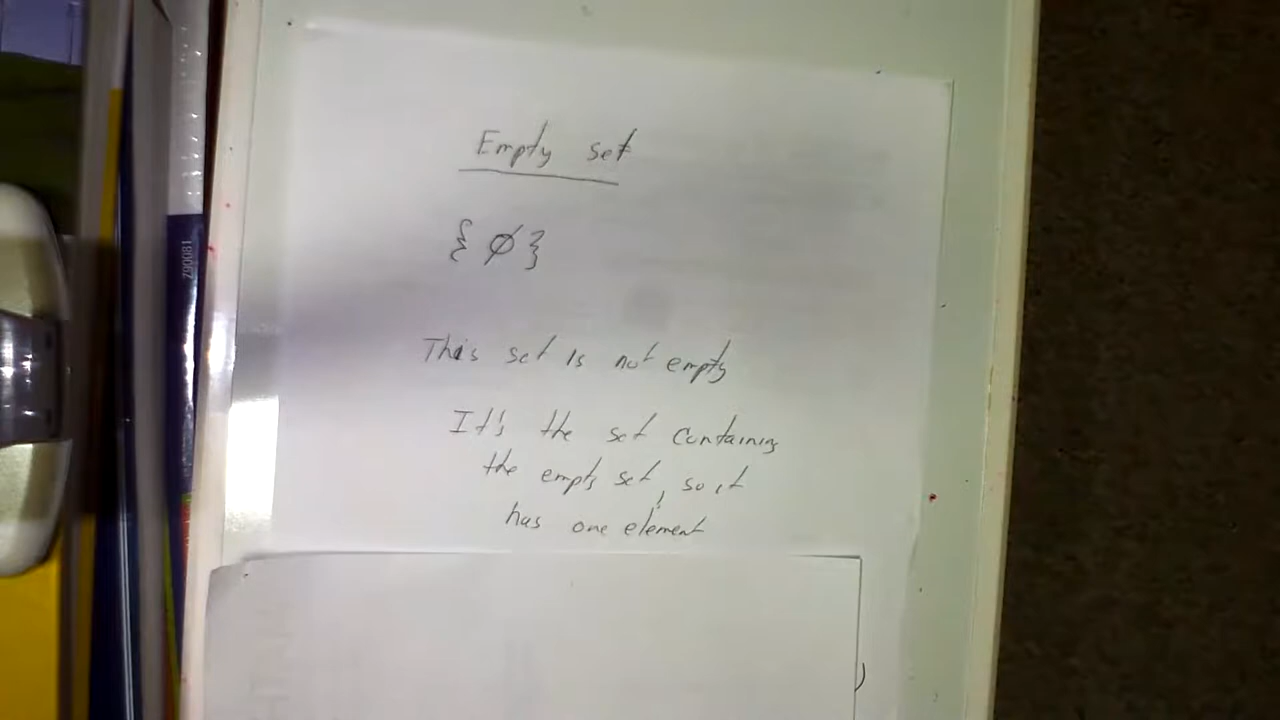 Empty set
{ ∅ }
This set is not empty
It's the set containing
the empty set, so it
has one element
Z90081